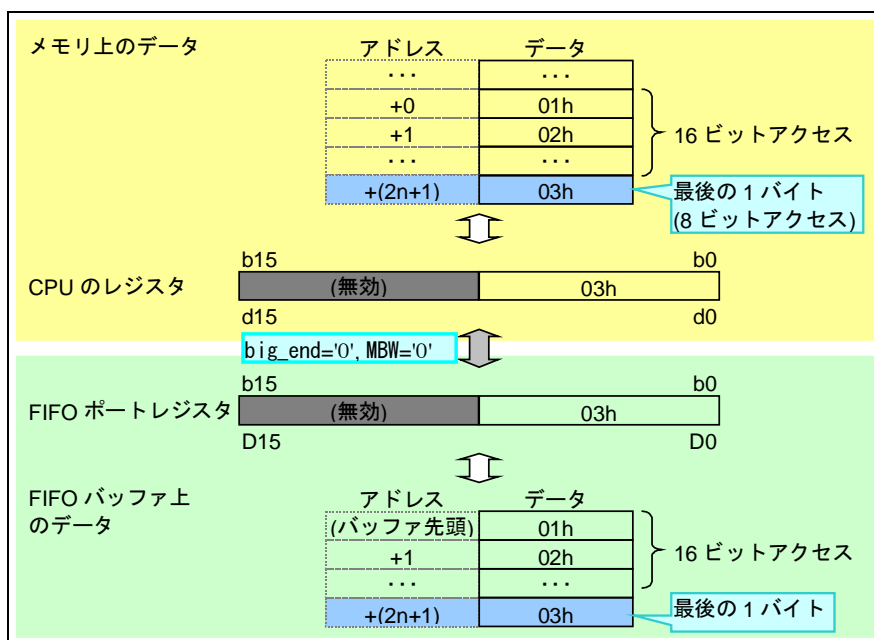 メモリ上のデータ
アドレス データ
・・・ ・・・
+0 01h
+1 02h
・・・ ・・・
+(2n+1) 03h
16 ビットアクセス
最後の 1 バイト
(8 ビットアクセス)
b15 b0
CPU のレジスタ (無効) 03h
d15 d0
big_end='0', MBW='0'
b15 b0
FIFO ポートレジスタ (無効) 03h
D15 D0
FIFO バッファ上
のデータ
アドレス データ
(バッファ先頭) 01h
+1 02h
・・・ ・・・
+(2n+1) 03h
16 ビットアクセス
最後の 1 バイト